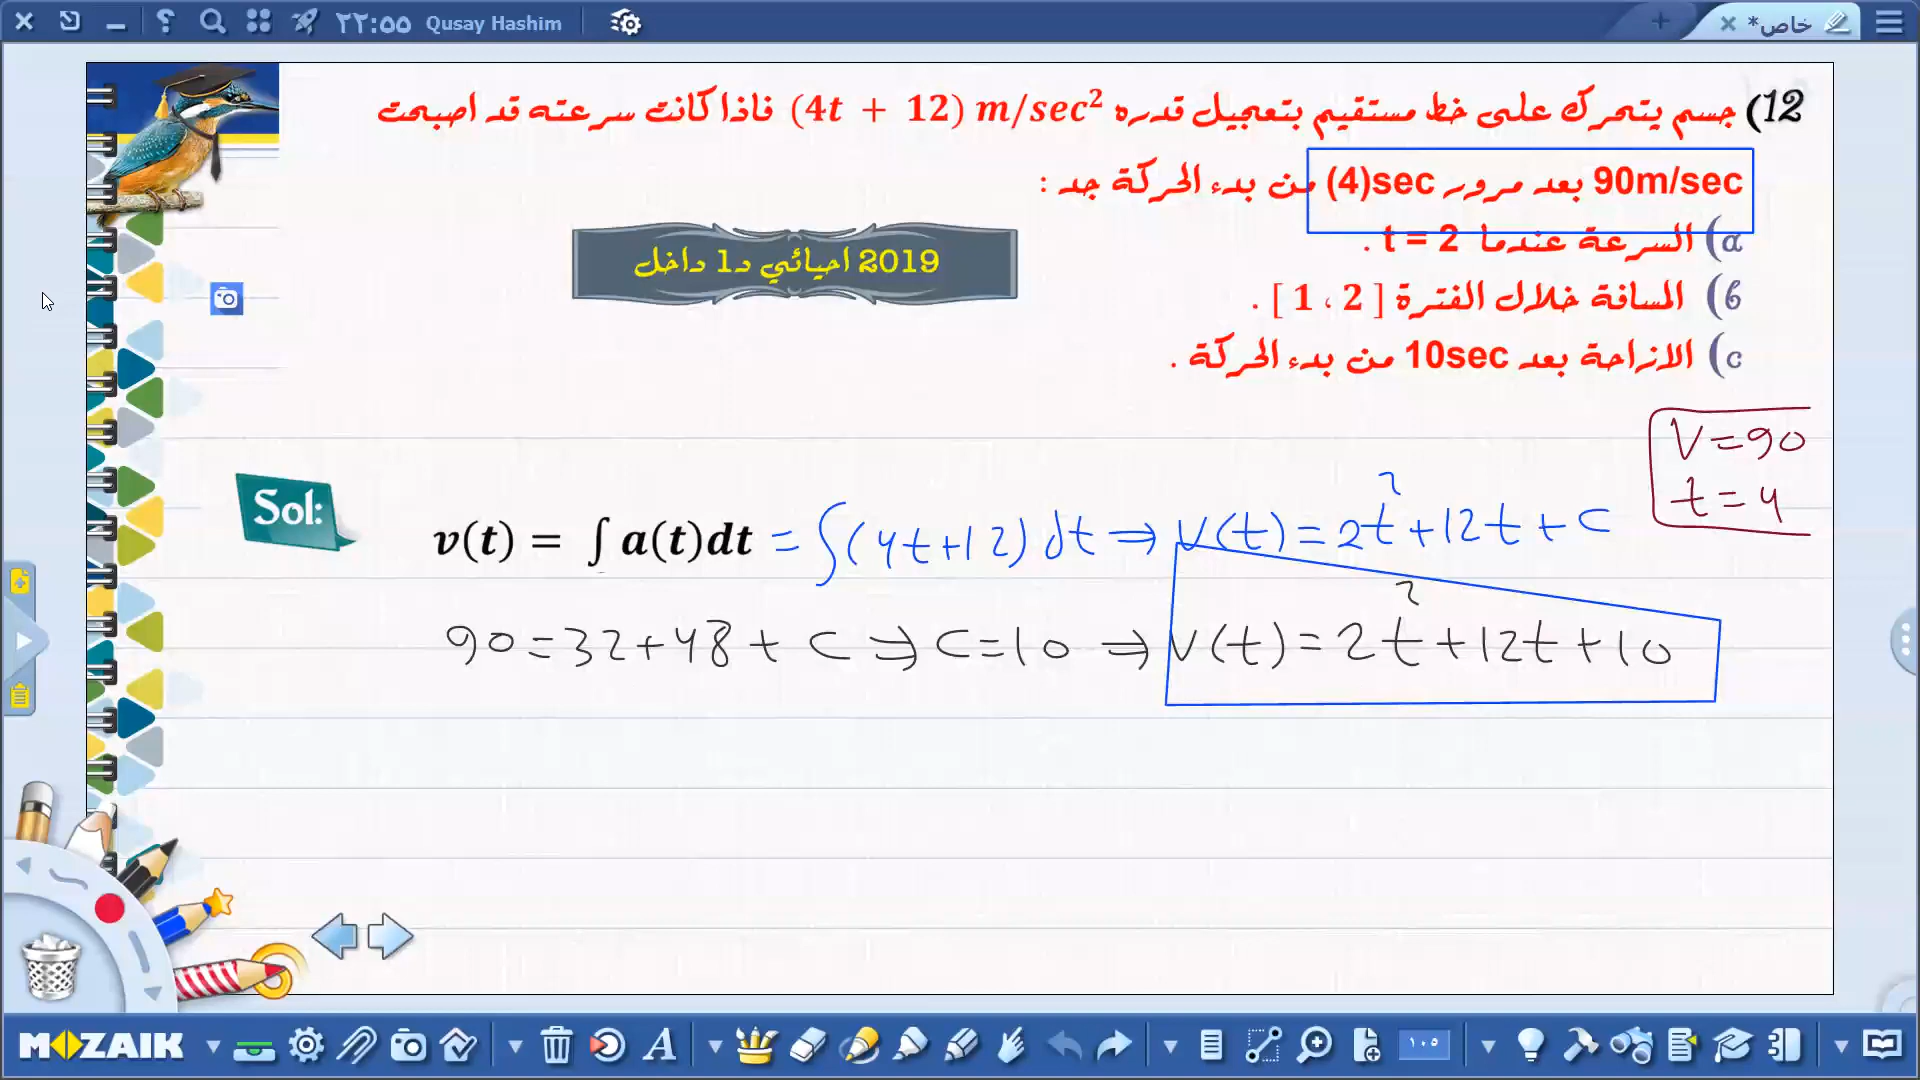 ٢٢:٥٥ Qusay Hashim
خاص*
12) جسم يتحرك على خط مستقيم بتعجيل قدره (4t + 12) m/sec² فاذا كانت سرعته قد اصبحت
90m/sec بعد مرور (4)sec من بدء الحركة جد :
a) السرعة عندما t = 2 .
b) المسافة خلال الفترة [ 1 ، 2 ] .
c) الازاحة بعد 10sec من بدء الحركة .
2019 احيائي د1 داخل
V=90
t=4
Sol:
v(t) = ∫ a(t)dt = ∫(4t+12)dt ⇒ V(t)=2t²+12t+c
90=32+48+c ⇒ c=10 ⇒ V(t)=2t²+12t+10
MOZAIK
A
١٠٥